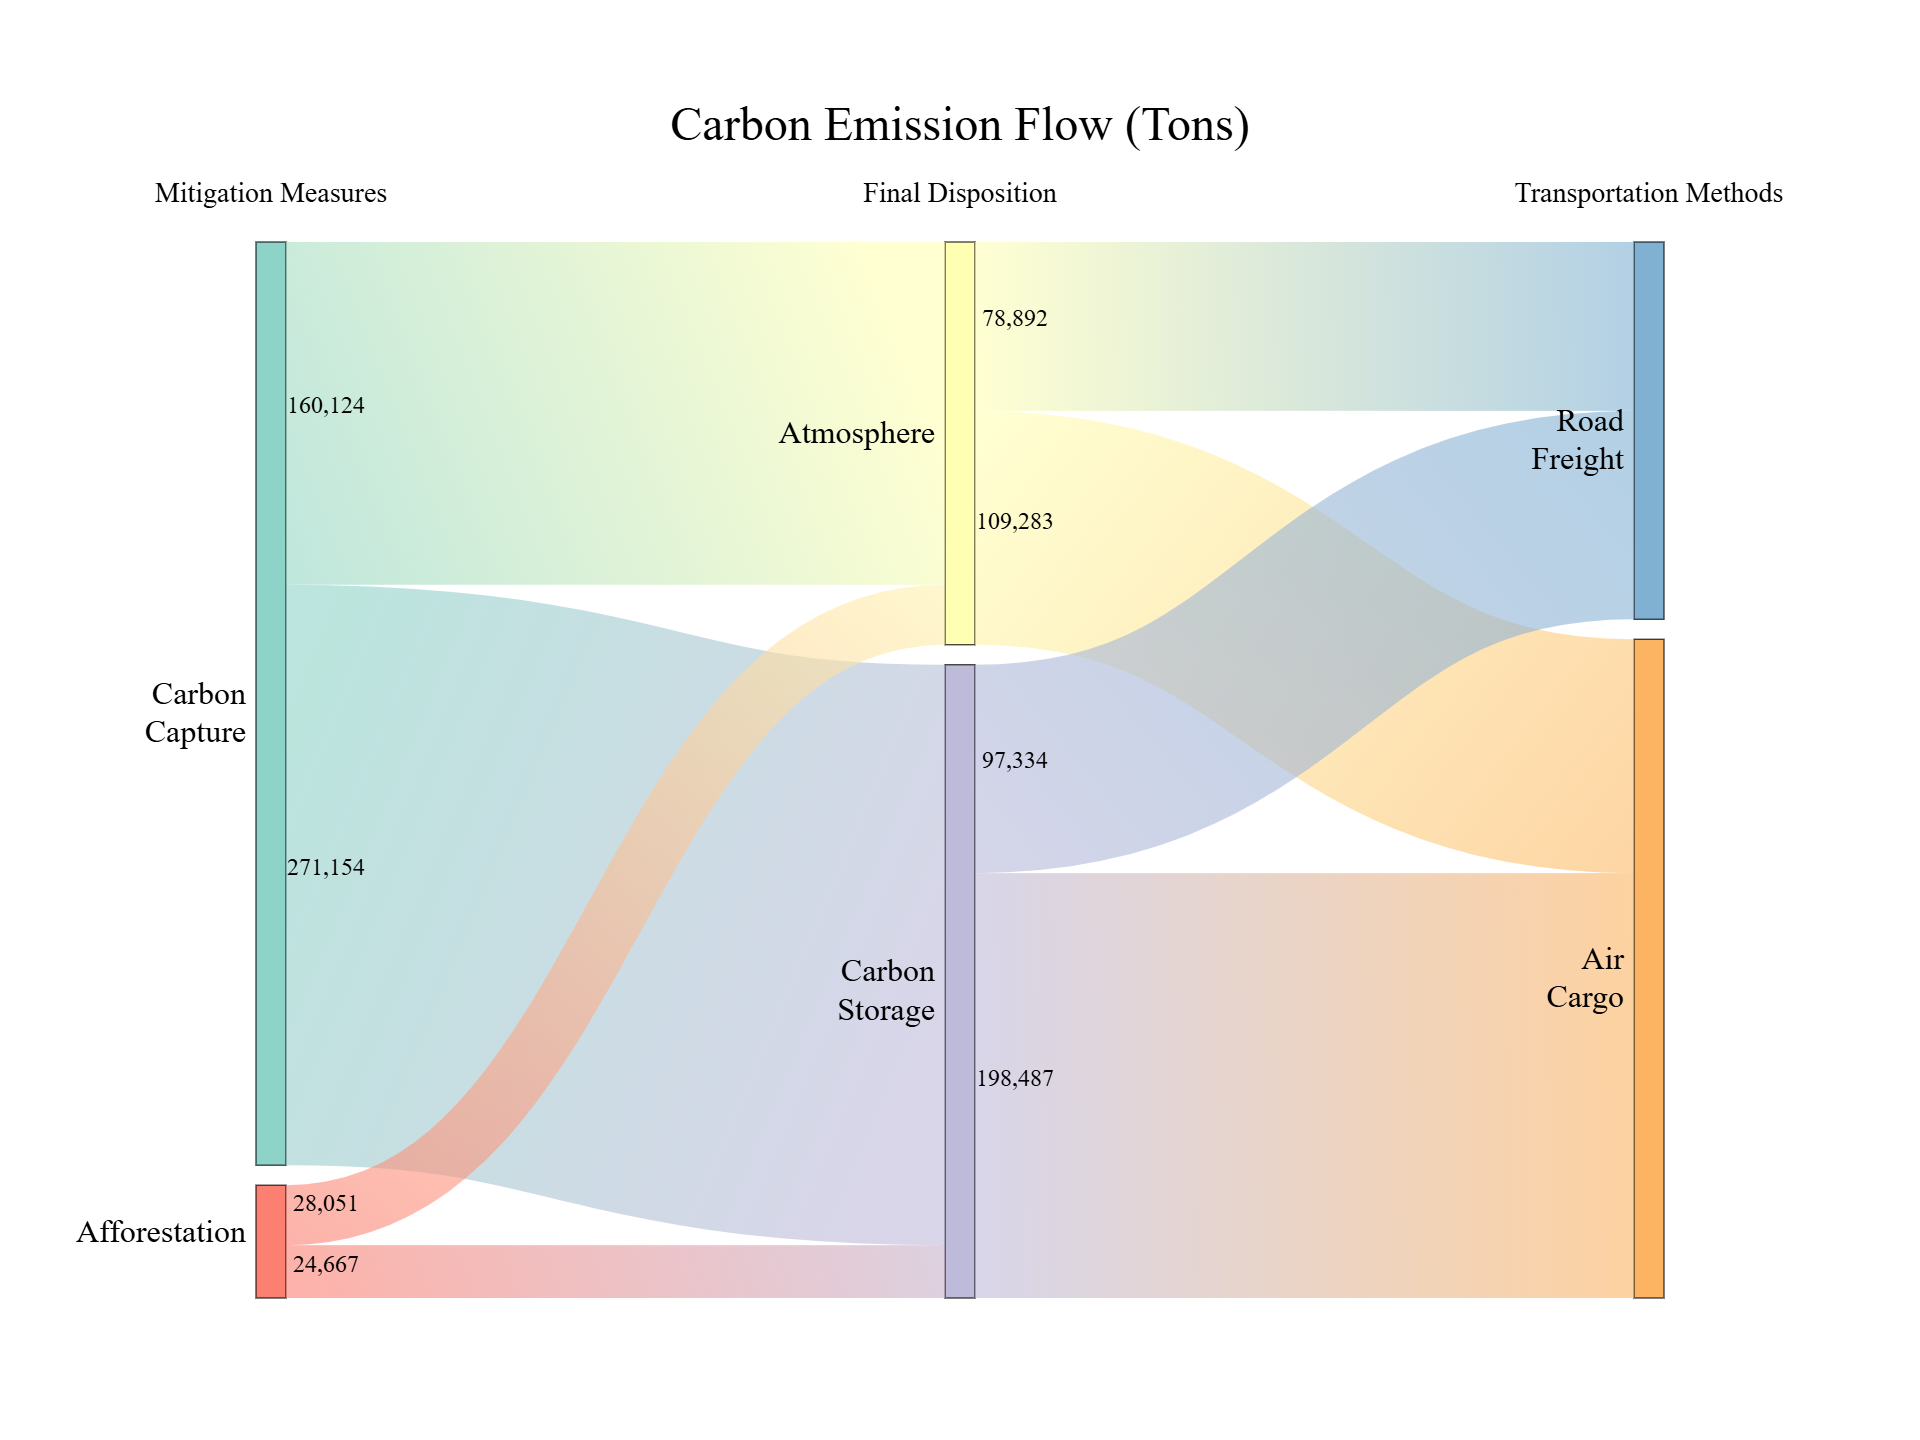 Carbon Emission Flow (Tons)
Mitigation Measures
Final Disposition
Transportation Methods
78,892
160,124
Atmosphere
Road
Freight
109,283
Carbon
Capture
97,334
271,154
Carbon
Storage
Air
Cargo
198,487
28,051
Afforestation
24,667